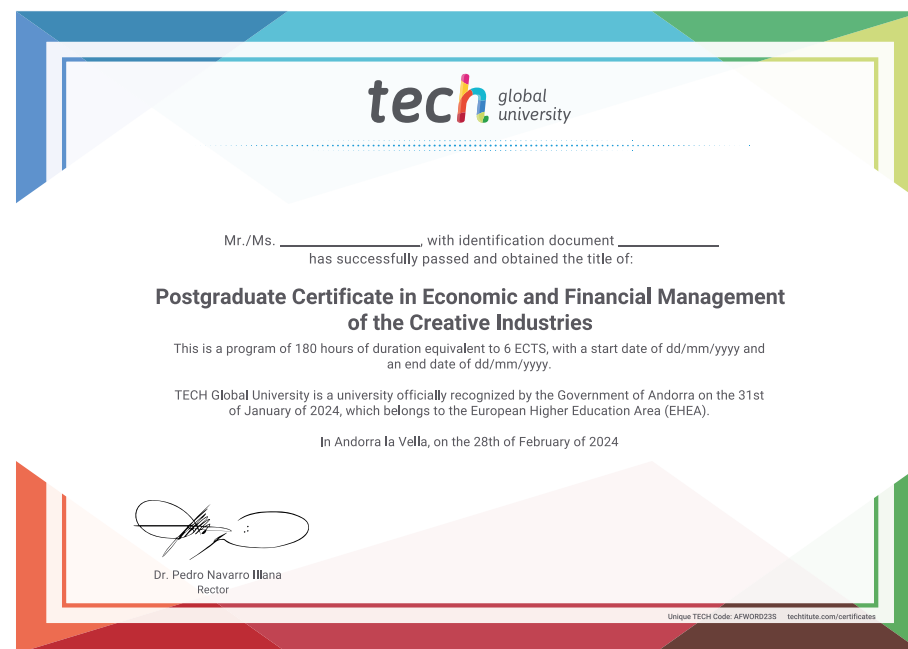 tech global university
Mr./Ms. ____________________, with identification document ______________
has successfully passed and obtained the title of:
Postgraduate Certificate in Economic and Financial Management
of the Creative Industries
This is a program of 180 hours of duration equivalent to 6 ECTS, with a start date of dd/mm/yyyy and
an end date of dd/mm/yyyy.
TECH Global University is a university officially recognized by the Government of Andorra on the 31st
of January of 2024, which belongs to the European Higher Education Area (EHEA).
In Andorra la Vella, on the 28th of February of 2024
Dr. Pedro Navarro Illana
Rector
Unique TECH Code: AFWORD23S techtitute.com/certificates